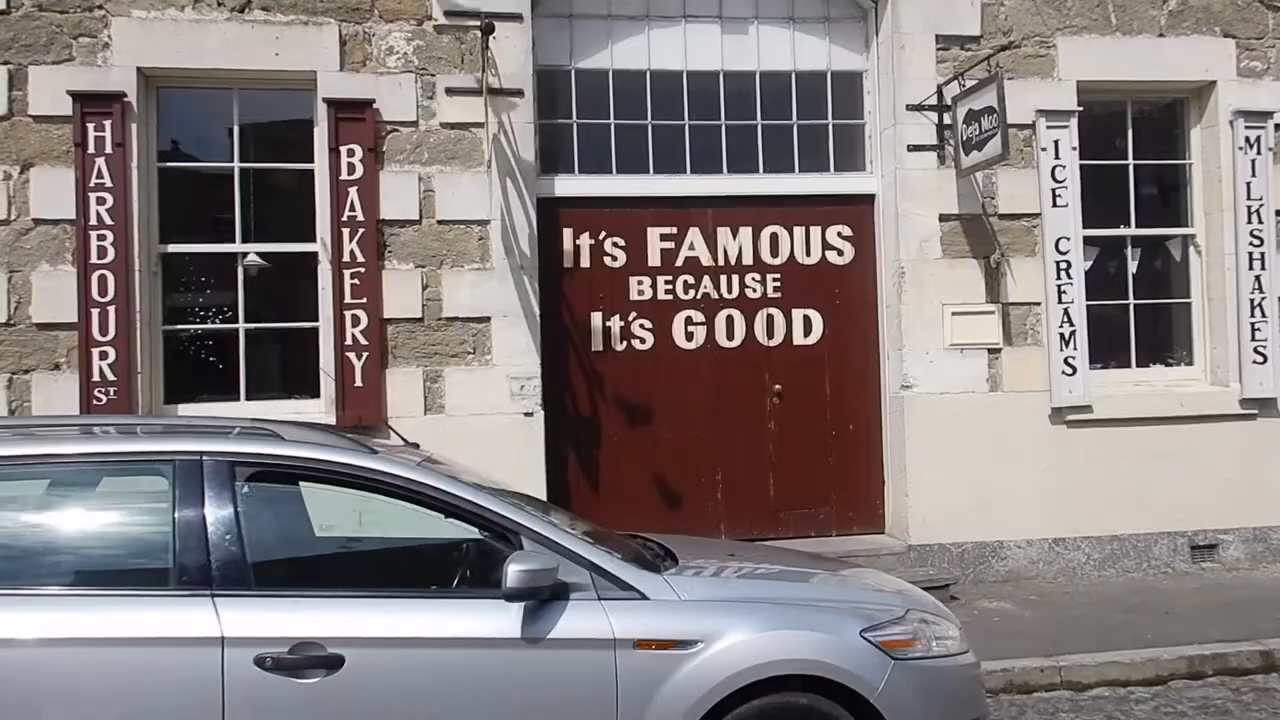 HARBOUR
ST
BAKERY
It's FAMOUS
BECAUSE
It's GOOD
Deja Moo
ICE CREAMS
MILKSHAKES